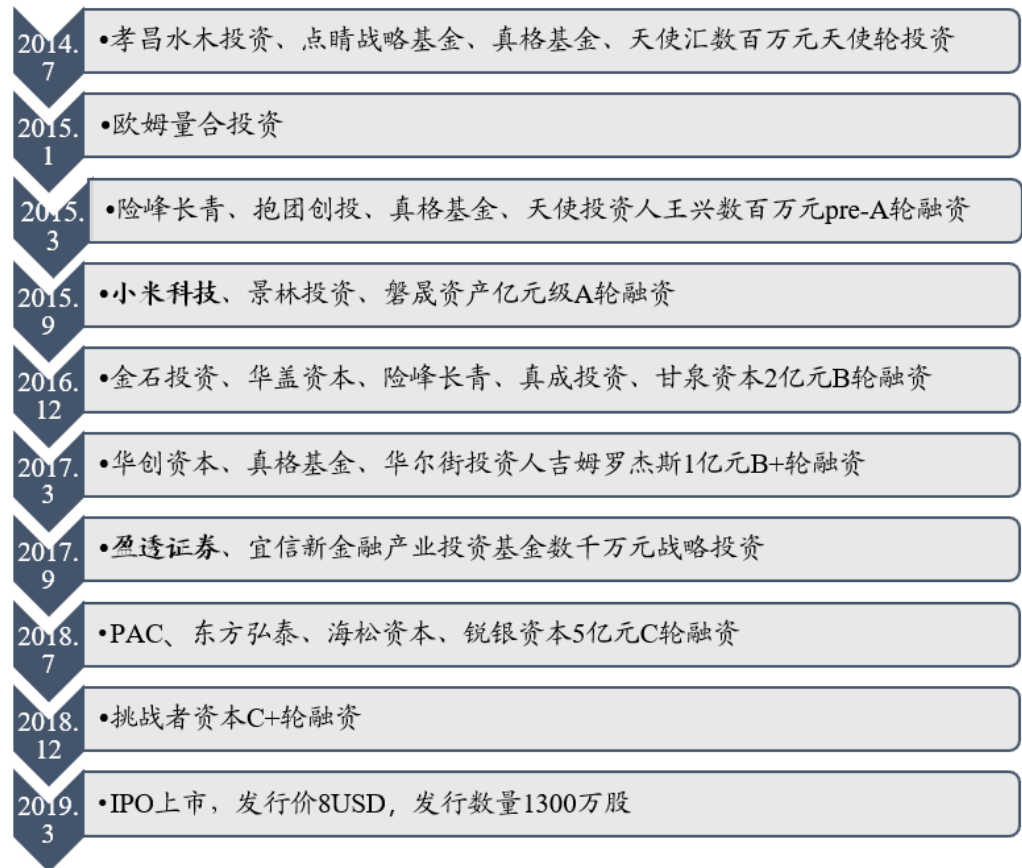 2014.
7
•孝昌水木投资、点睛战略基金、真格基金、天使汇数百万元天使轮投资
2015.
1
•欧姆量合投资
2015.
3
•险峰长青、抱团创投、真格基金、天使投资人王兴数百万元pre-A轮融资
2015.
9
•小米科技、景林投资、磐晟资产亿元级A轮融资
2016.
12
•金石投资、华盖资本、险峰长青、真成投资、甘泉资本2亿元B轮融资
2017.
3
•华创资本、真格基金、华尔街投资人吉姆罗杰斯1亿元B+轮融资
2017.
9
•盈透证券、宜信新金融产业投资基金数千万元战略投资
2018.
7
•PAC、东方弘泰、海松资本、锐银资本5亿元C轮融资
2018.
12
•挑战者资本C+轮融资
2019.
3
•IPO上市，发行价8USD，发行数量1300万股